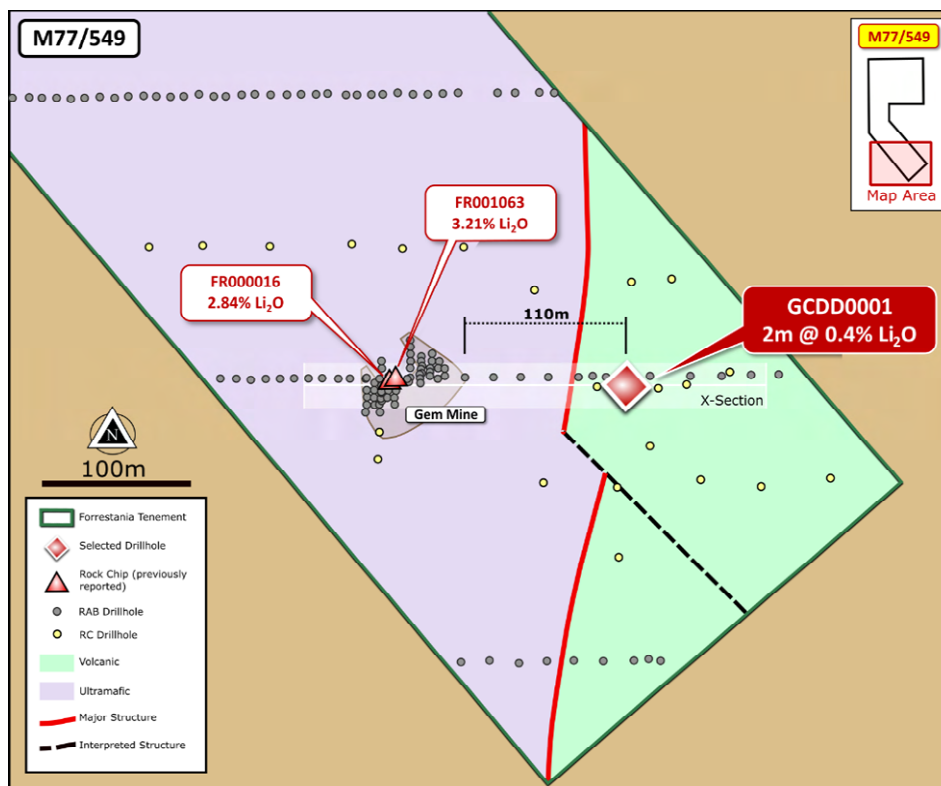 M77/549
M77/549
Map Area
FR001063
3.21% Li₂O
FR000016
2.84% Li₂O
110m
GCDD0001
2m @ 0.4% Li₂O
X-Section
Gem Mine
N
100m
Forrestania Tenement
Selected Drillhole
Rock Chip (previously
reported)
RAB Drillhole
RC Drillhole
Volcanic
Ultramafic
Major Structure
Interpreted Structure